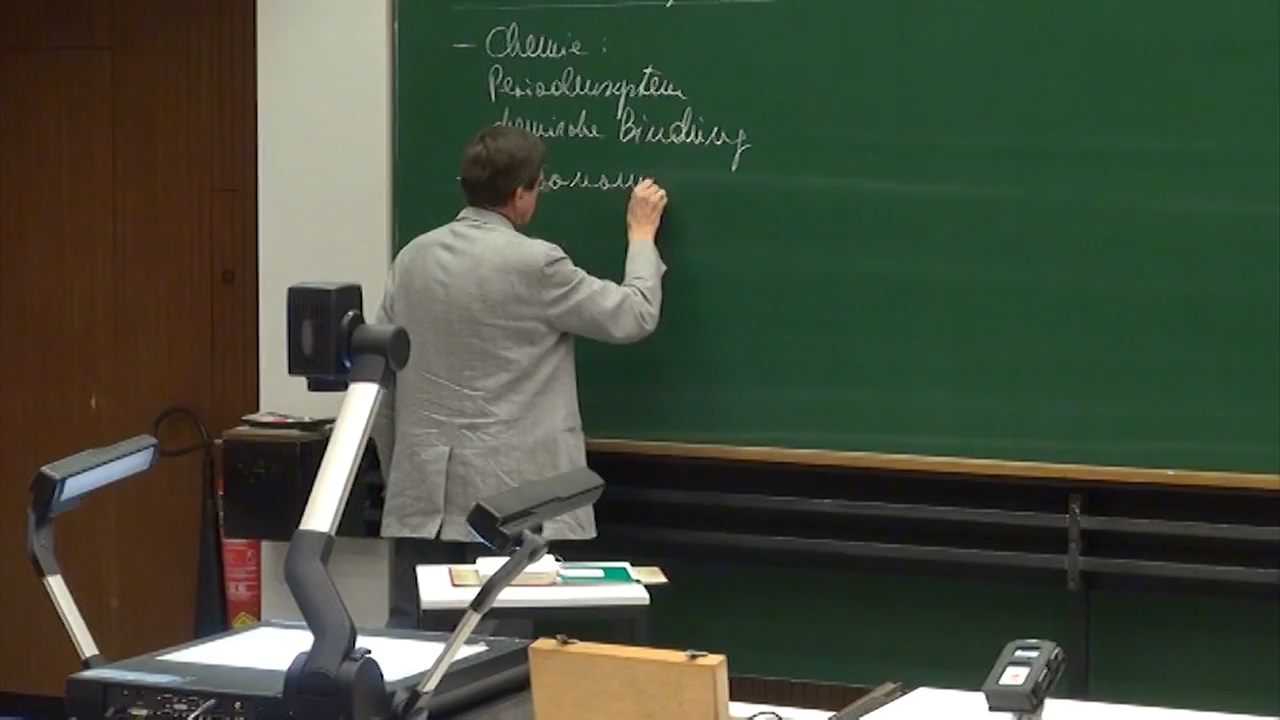 - Chemie :
Periodensystem
chemische Bindung